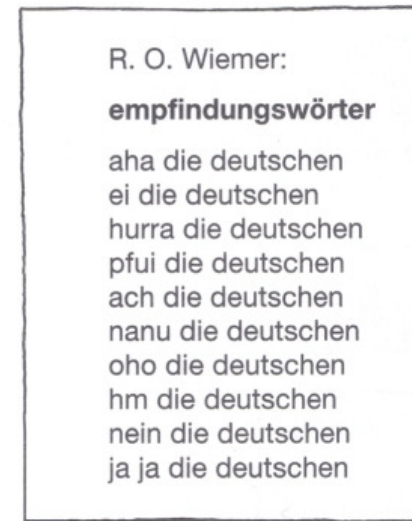 R. O. Wiemer:
empfindungswörter
aha die deutschen
ei die deutschen
hurra die deutschen
pfui die deutschen
ach die deutschen
nanu die deutschen
oho die deutschen
hm die deutschen
nein die deutschen
ja ja die deutschen